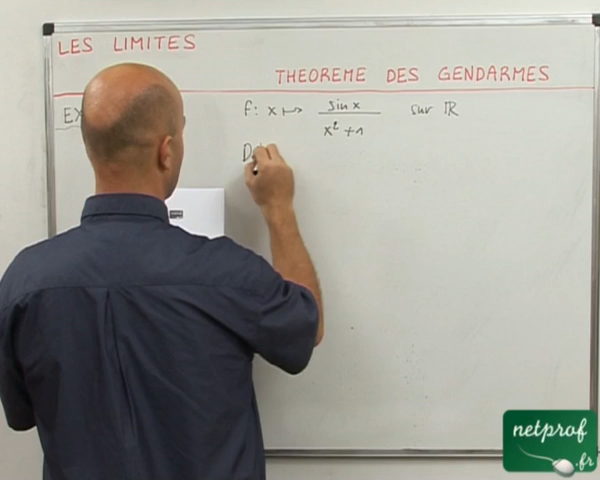 LES LIMITES
THEOREME DES GENDARMES
EX
f: x ↦ sin x / x² + 1 sur ℝ
netprof
.fr